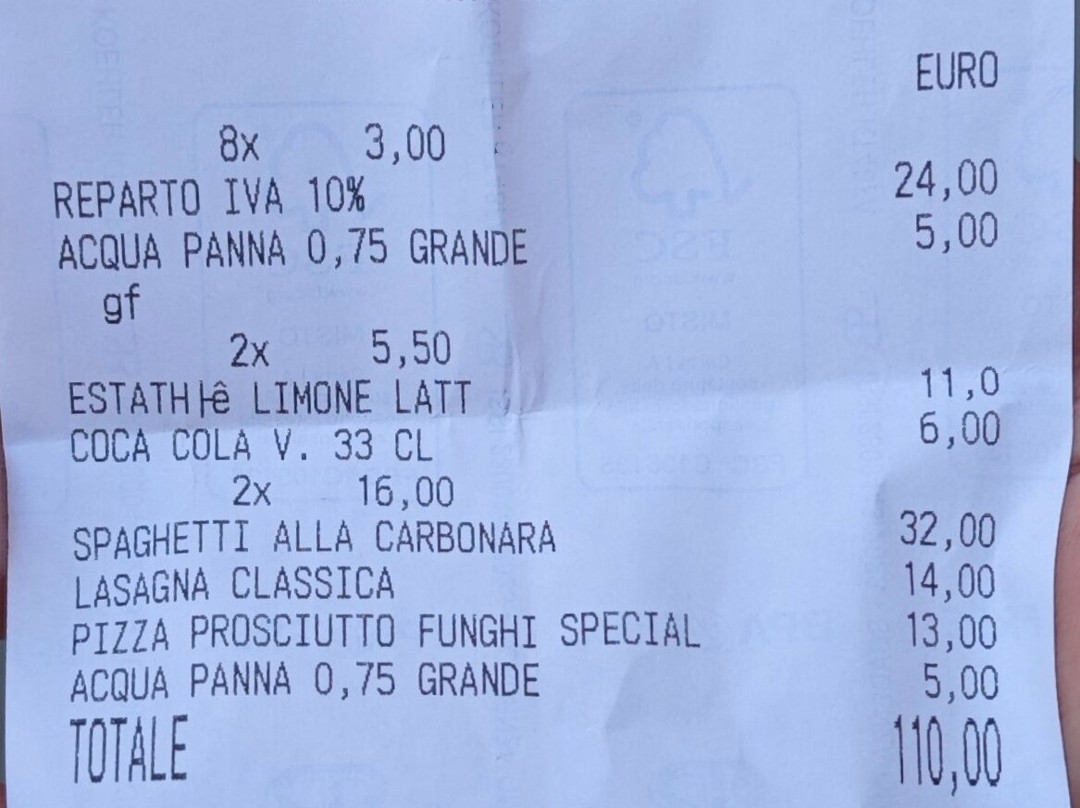 EURO
8x 3,00
REPARTO IVA 10% 24,00
ACQUA PANNA 0,75 GRANDE 5,00
gf
2x 5,50
ESTATH├ê LIMONE LATT 11,0
COCA COLA V. 33 CL 6,00
2x 16,00
SPAGHETTI ALLA CARBONARA 32,00
LASAGNA CLASSICA 14,00
PIZZA PROSCIUTTO FUNGHI SPECIAL 13,00
ACQUA PANNA 0,75 GRANDE 5,00
TOTALE 110,00